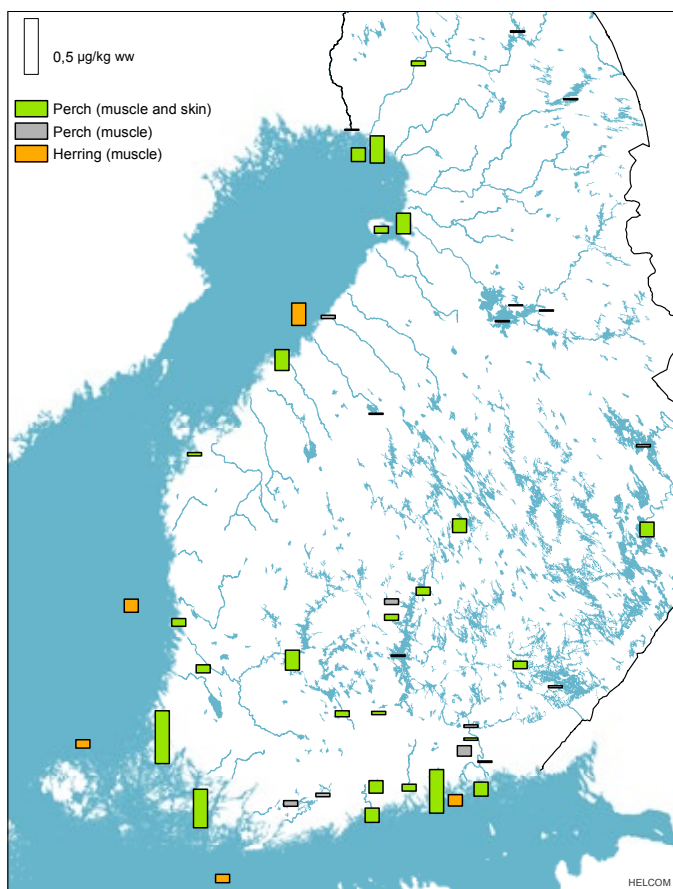 0,5 µg/kg ww
Perch (muscle and skin)
Perch (muscle)
Herring (muscle)
HELCOM